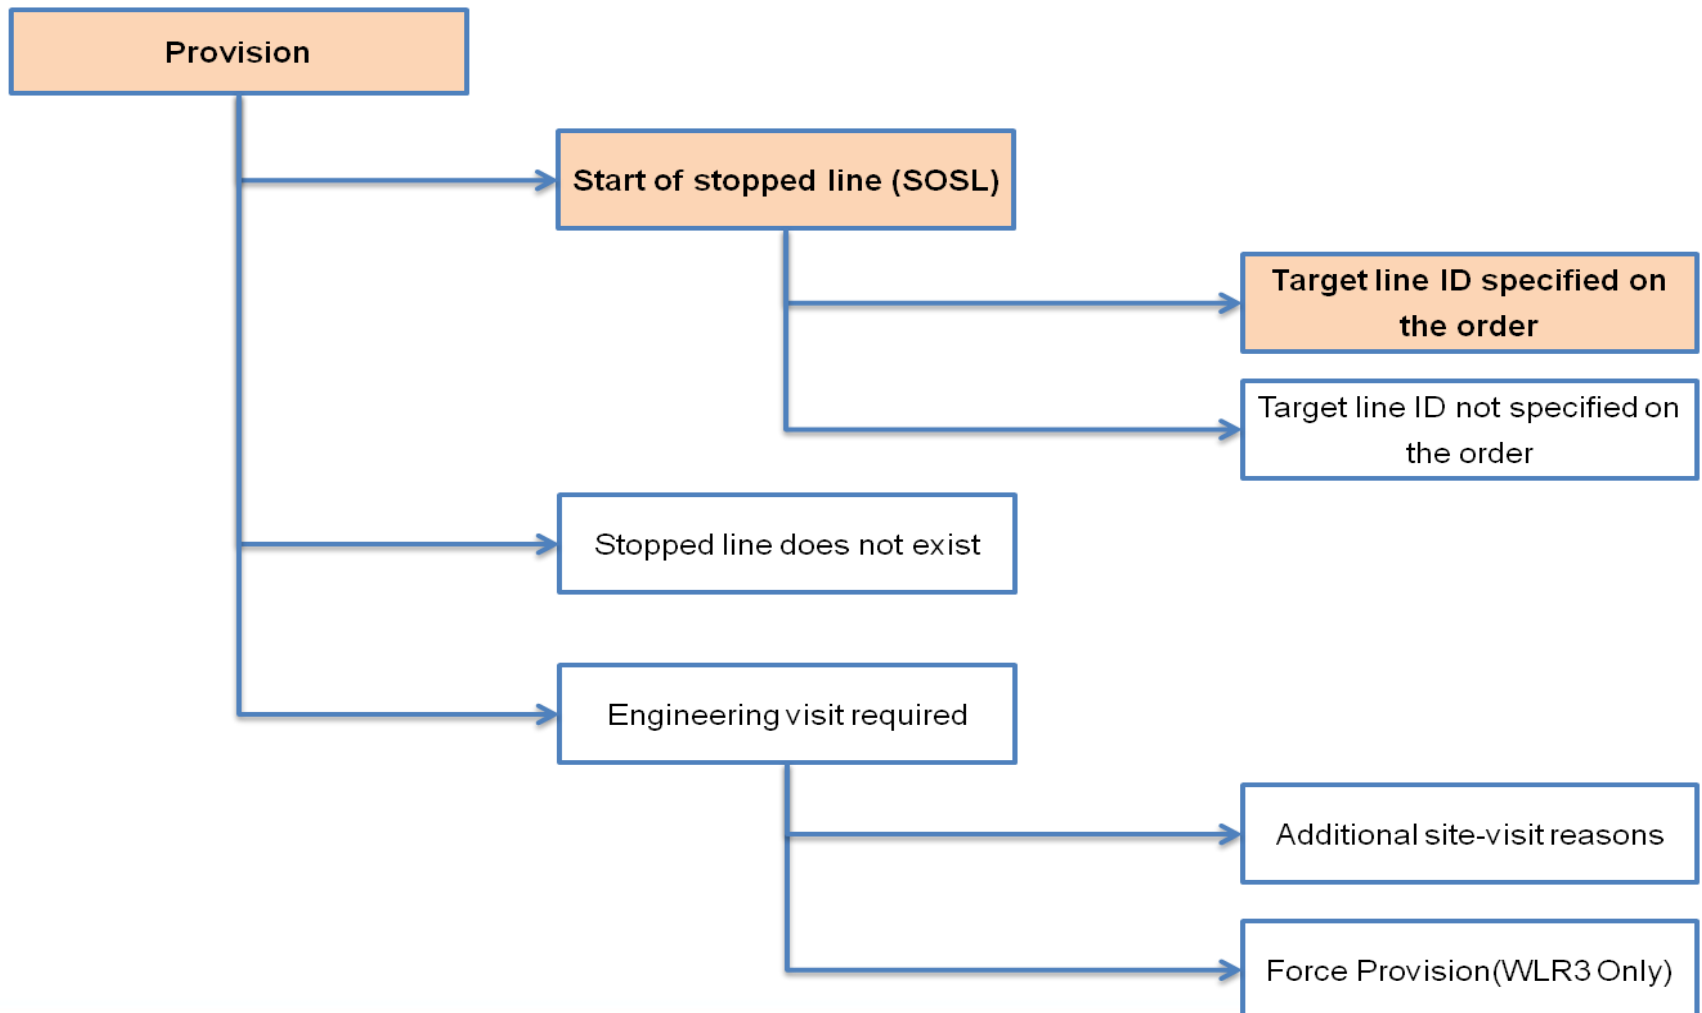 Provision
Start of stopped line (SOSL)
Target line ID specified on
the order
Target line ID not specified on
the order
Stopped line does not exist
Engineering visit required
Additional site-visit reasons
Force Provision(WLR3 Only)